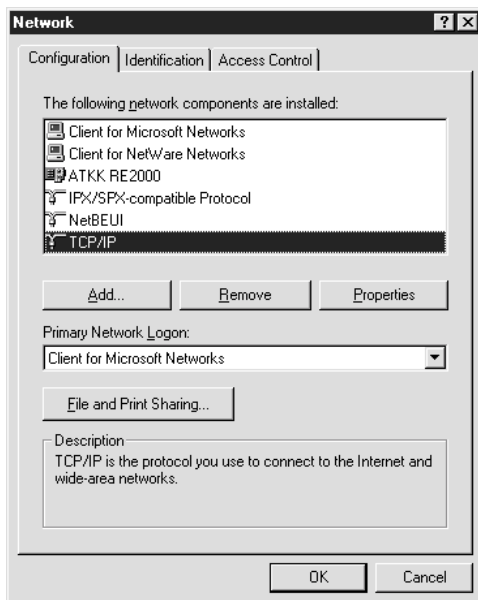 Network
Configuration Identification Access Control
The following network components are installed:
Client for Microsoft Networks
Client for NetWare Networks
ATKK RE2000
IPX/SPX-compatible Protocol
NetBEUI
TCP/IP
Add... Remove Properties
Primary Network Logon:
Client for Microsoft Networks
File and Print Sharing...
Description
TCP/IP is the protocol you use to connect to the Internet and
wide-area networks.
OK Cancel